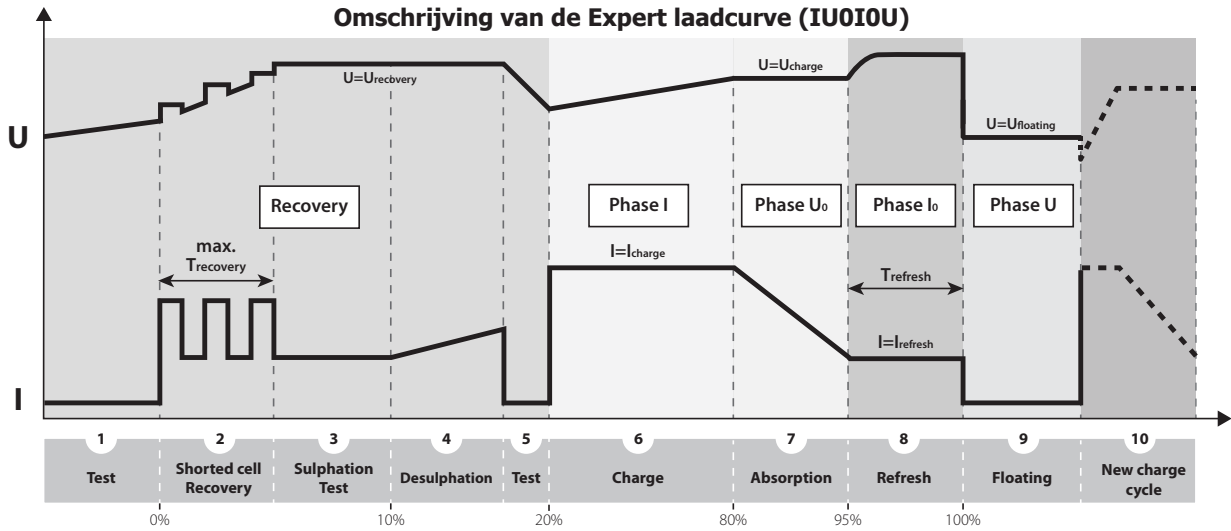 Omschrijving van de Expert laadcurve (IU0I0U)
U=Urecovery
U=Ucharge
U
U=Ufloating
Recovery
Phase I
Phase U0
Phase I0
Phase U
max.
Trecovery
I=Icharge
Trefresh
I=Irefresh
I
1
2
3
4
5
6
7
8
9
10
Test
Shorted cell
Recovery
Sulphation
Test
Desulphation
Test
Charge
Absorption
Refresh
Floating
New charge
cycle
0%
10%
20%
80%
95%
100%